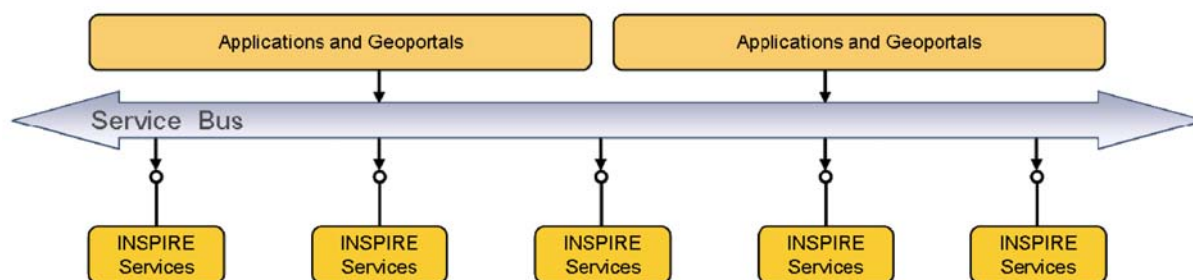 Applications and Geoportals
Applications and Geoportals
Service Bus
INSPIRE
Services
INSPIRE
Services
INSPIRE
Services
INSPIRE
Services
INSPIRE
Services